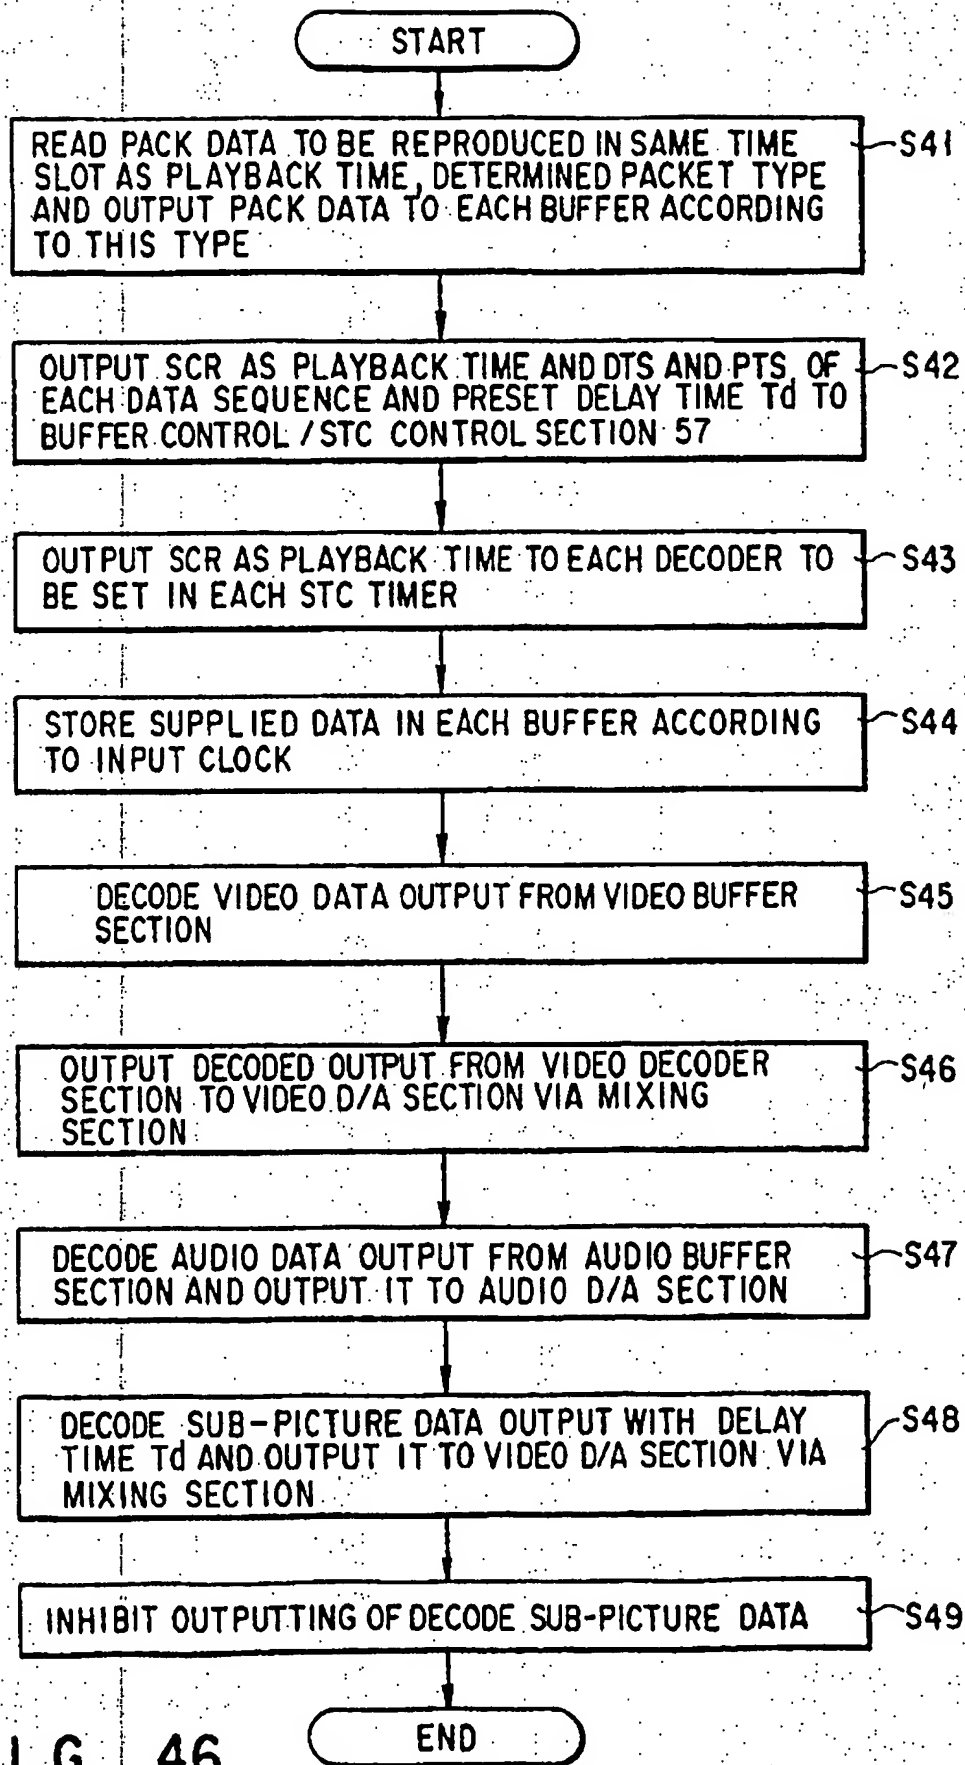 START
READ PACK DATA TO BE REPRODUCED IN SAME TIME
SLOT AS PLAYBACK TIME, DETERMINED PACKET TYPE
AND OUTPUT PACK DATA TO EACH BUFFER ACCORDING
TO THIS TYPE
S41
OUTPUT SCR AS PLAYBACK TIME AND DTS AND PTS OF
EACH DATA SEQUENCE AND PRESET DELAY TIME Td TO
BUFFER CONTROL / STC CONTROL SECTION 57
S42
OUTPUT SCR AS PLAYBACK TIME TO EACH DECODER TO
BE SET IN EACH STC TIMER
S43
STORE SUPPLIED DATA IN EACH BUFFER ACCORDING
TO INPUT CLOCK
S44
DECODE VIDEO DATA OUTPUT FROM VIDEO BUFFER
SECTION
S45
OUTPUT DECODED OUTPUT FROM VIDEO DECODER
SECTION TO VIDEO D/A SECTION VIA MIXING
SECTION
S46
DECODE AUDIO DATA OUTPUT FROM AUDIO BUFFER
SECTION AND OUTPUT IT TO AUDIO D/A SECTION
S47
DECODE SUB-PICTURE DATA OUTPUT WITH DELAY
TIME Td AND OUTPUT IT TO VIDEO D/A SECTION VIA
MIXING SECTION
S48
INHIBIT OUTPUTTING OF DECODE SUB-PICTURE DATA
S49
END
I G. 46